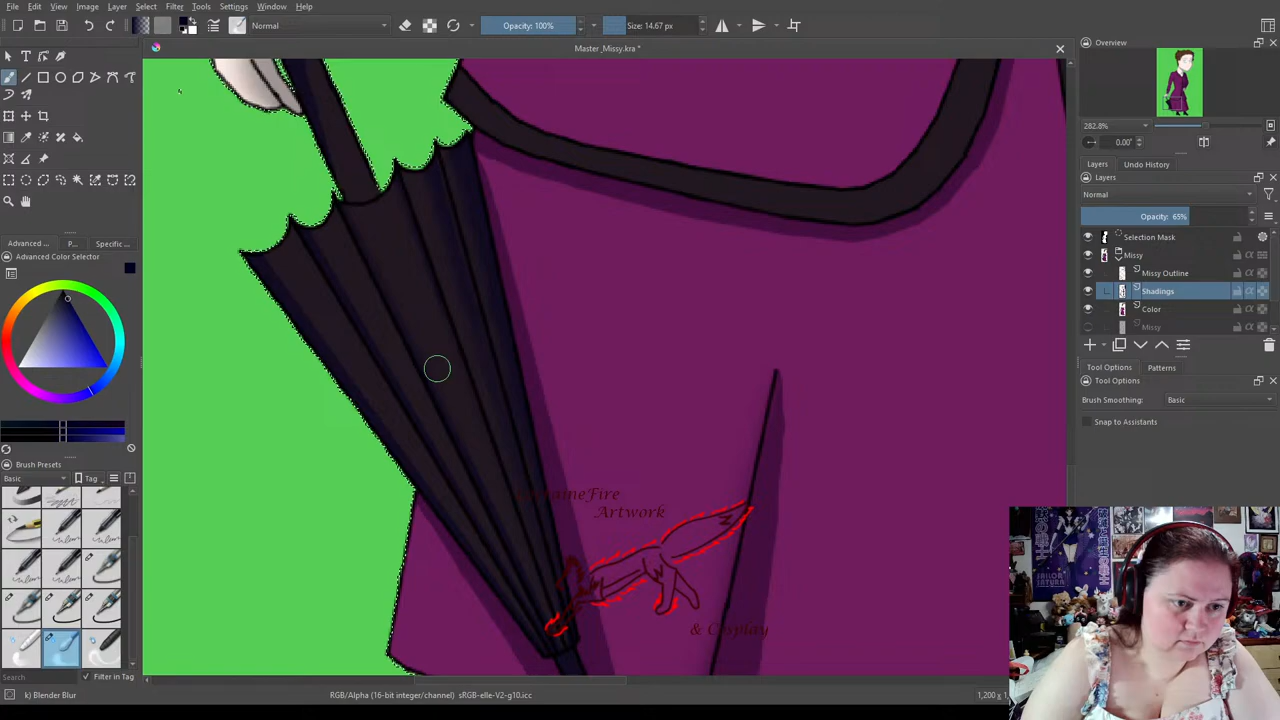 File Edit View Image Layer Select Filter Tools Settings Window Help
Normal Opacity: 100% Size: 14.67 px
Master_Missy.kra *
Overview
282.8%
0.00°
Layers Undo History
Layers
Normal
Opacity: 65%
Selection Mask
Missy
Missy Outline
Shadings
Color
Missy
Tool Options Patterns
Tool Options
Brush Smoothing: Basic
Snap to Assistants
Advanced ... P... Specific ...
Advanced Color Selector
Brush Presets
Basic Tag
Search Filter in Tag
Artwork
& Cosplay
SAILOR
k) Blender Blur RGB/Alpha (16-bit integer/channel) sRGB-elle-V2-g10.icc